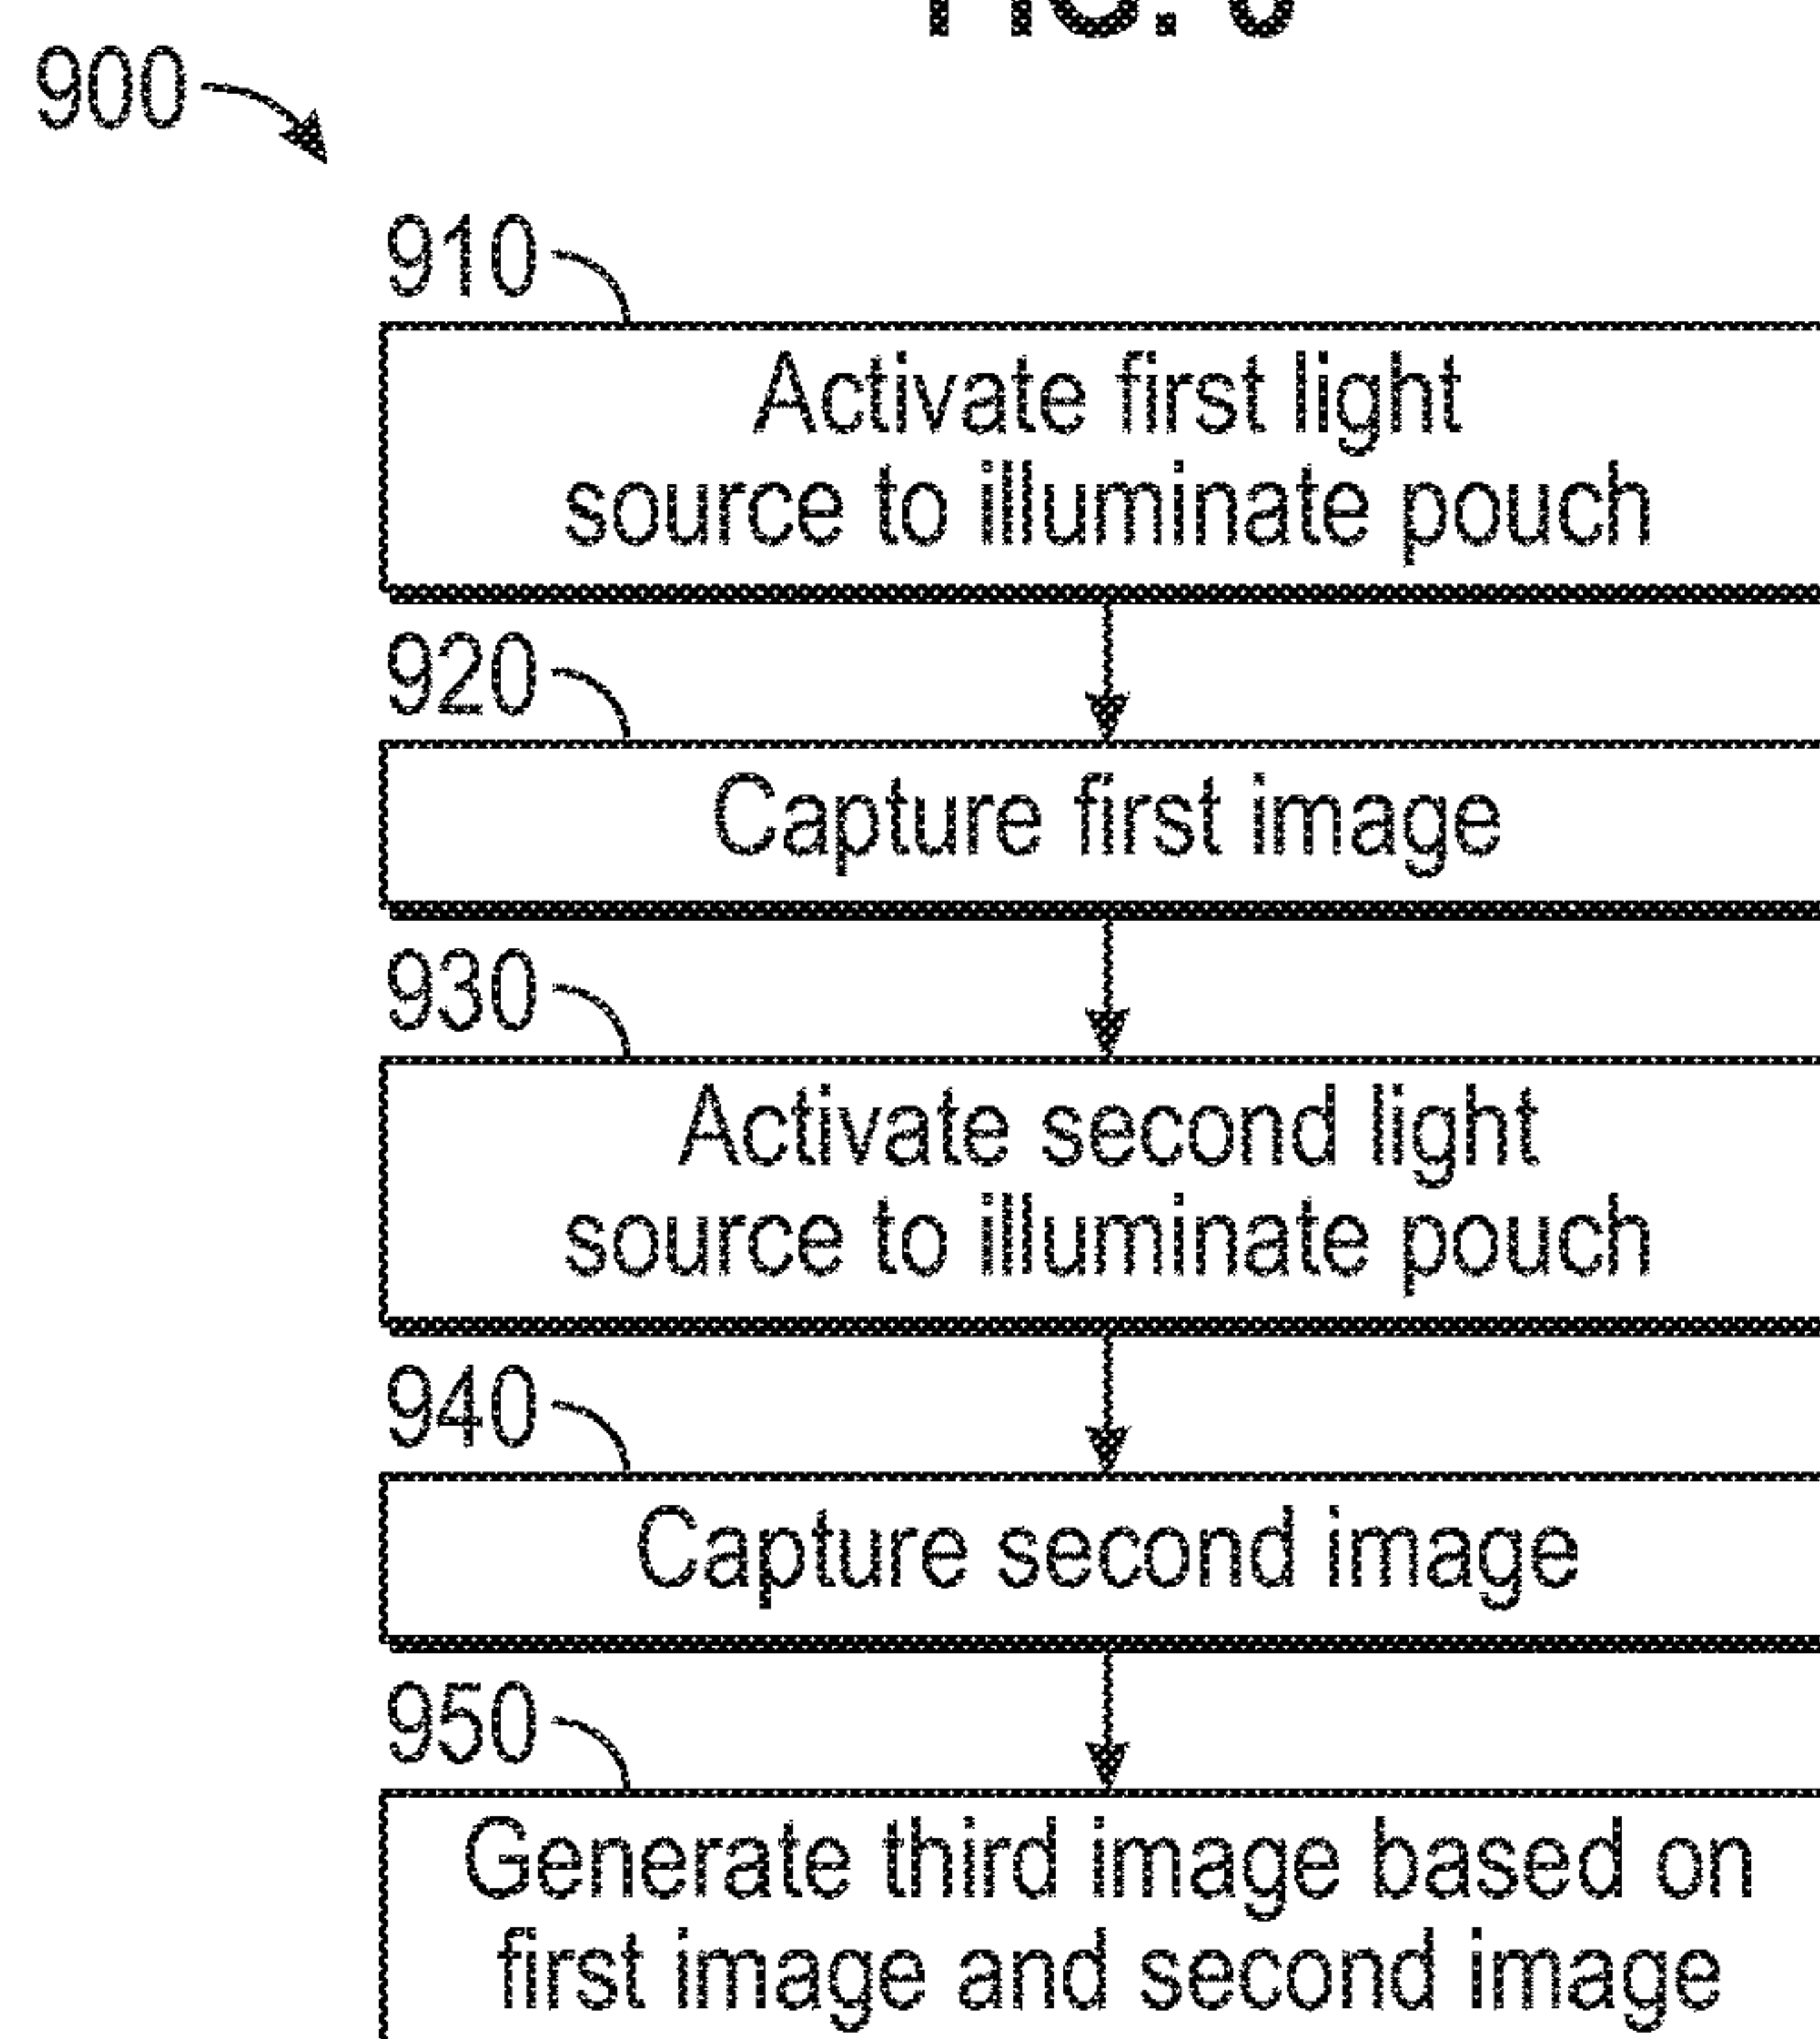 900
910
Activate first light
source to illuminate pouch
920
Capture first image
930
Activate second light
source to illuminate pouch
940
Capture second image
950
Generate third image based on
first image and second image